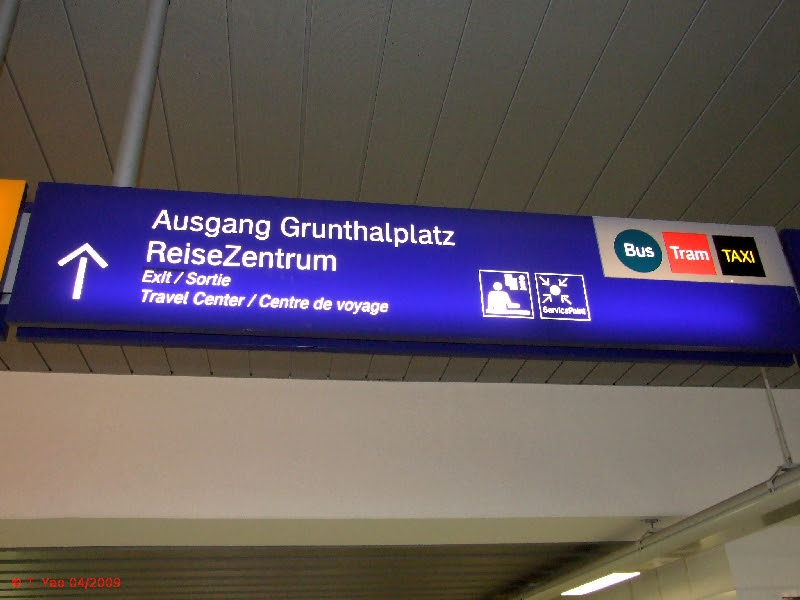 Ausgang Grunthalplatz
ReiseZentrum
Exit / Sortie
Travel Center / Centre de voyage
ServicePoint
Bus Tram TAXI
© T. Yao 04/2009